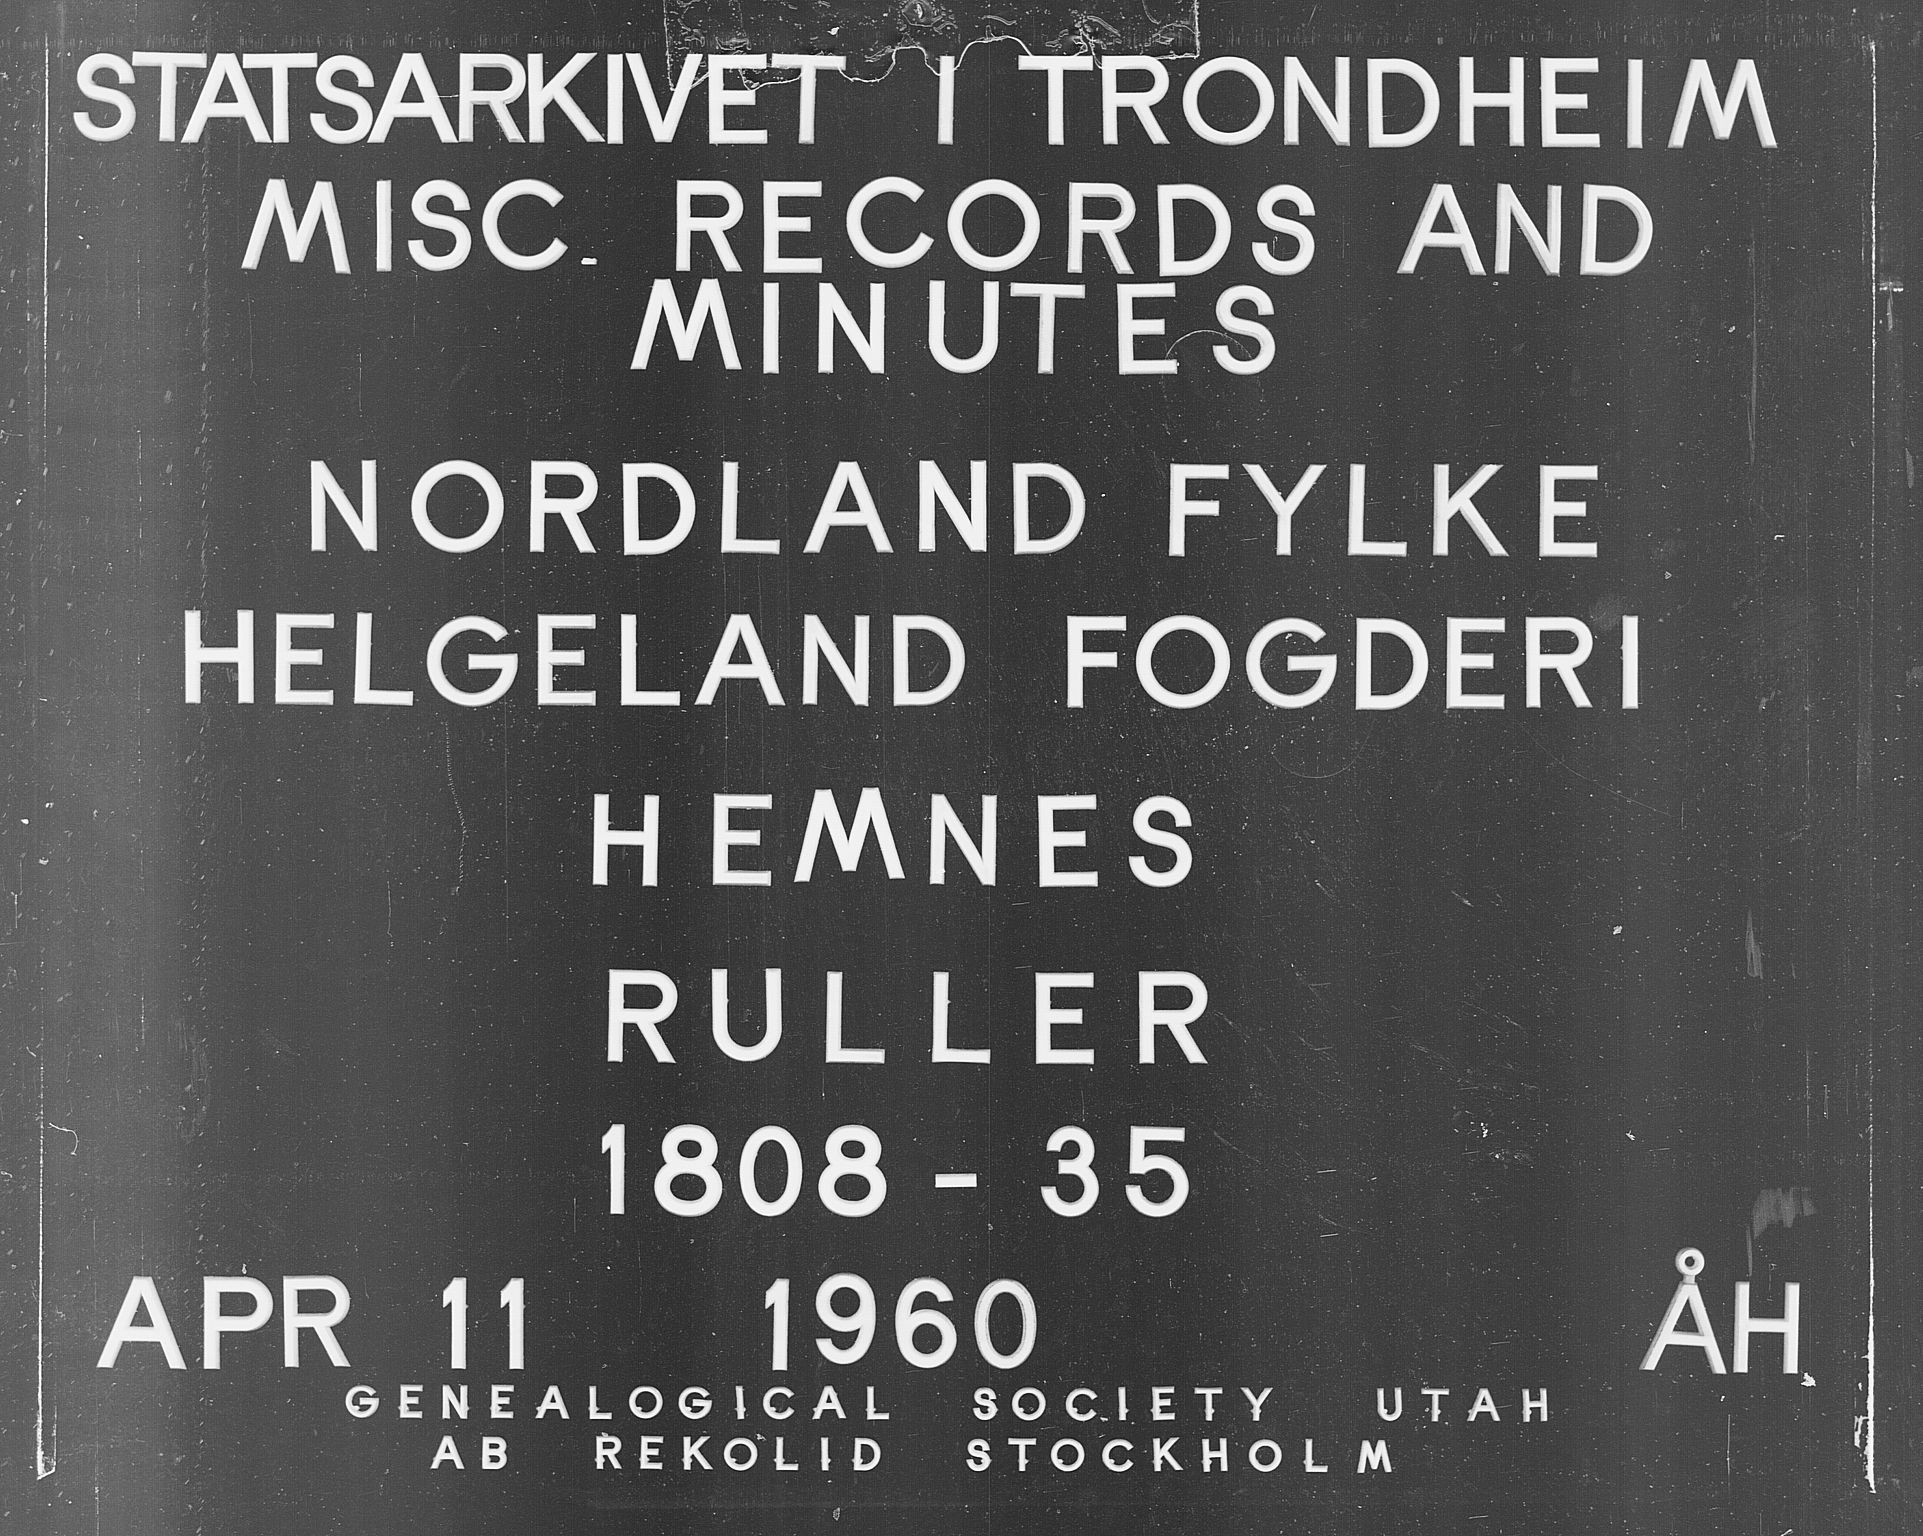 STATSARKIVET I TRONDHEIM
MISC. RECORDS AND
MINUTES
NORDLAND FYLKE
HELGELAND FOGDERI
HEMNES
RULLER
1808 - 35
APR 11 1960 ÅH
GENEALOGICAL SOCIETY UTAH
AB REKOLID STOCKHOLM